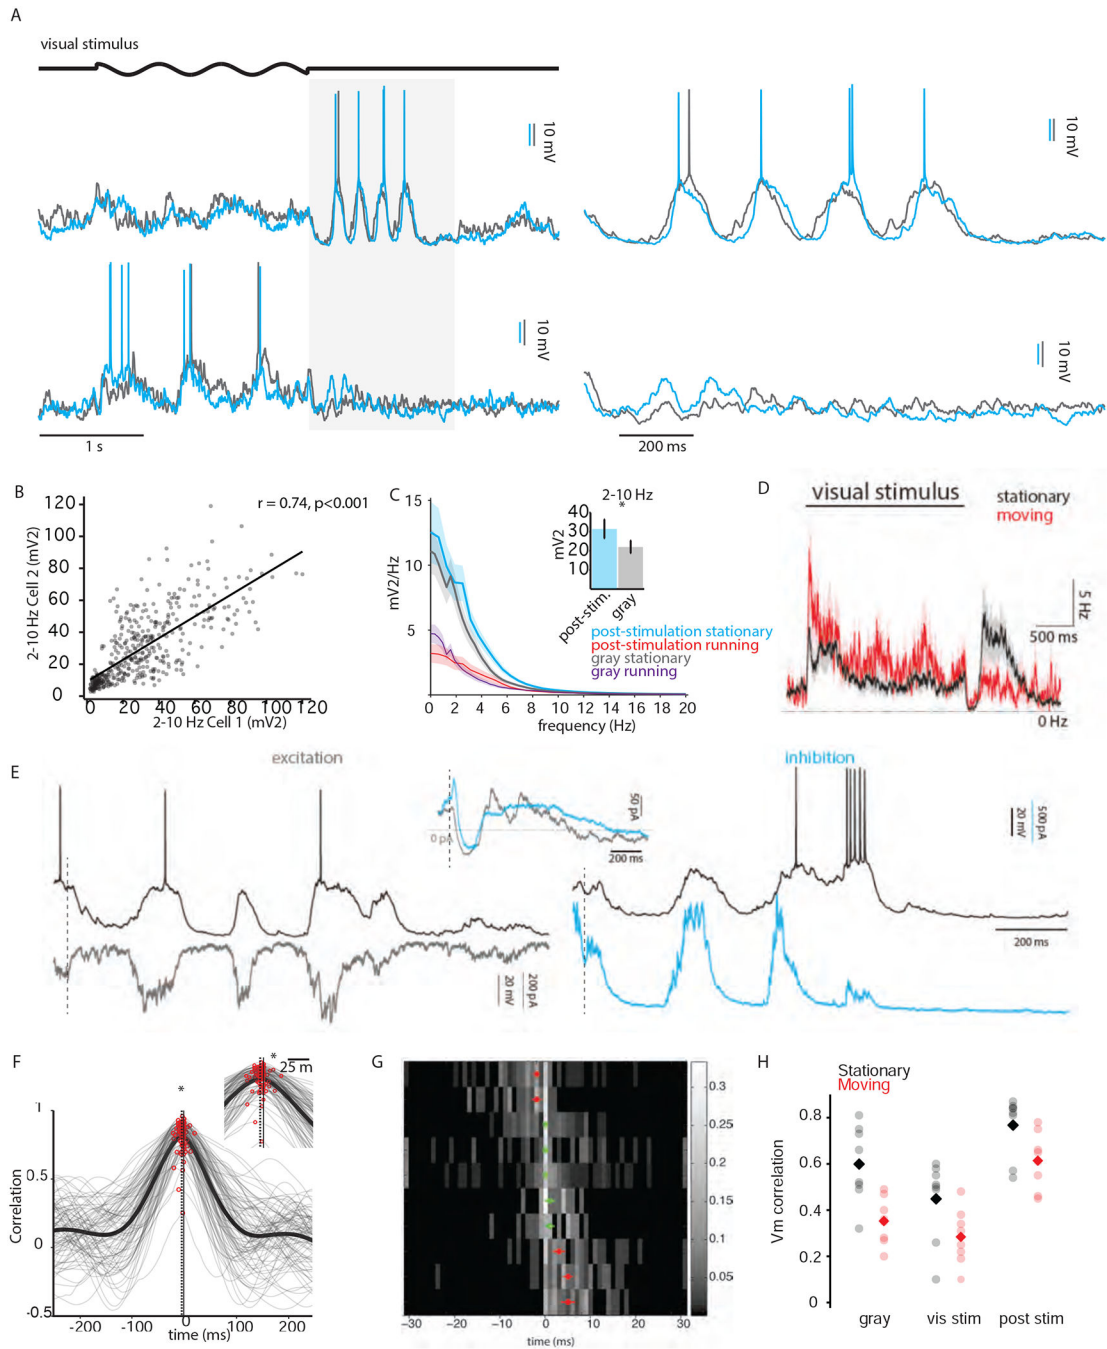 A
visual stimulus
10 mV
10 mV
10 mV
10 mV
1 s
200 ms
B
r = 0.74, p<0.001
120
100
80
60
40
20
0
2-10 Hz Cell 2 (mV2)
0 20 40 60 80 100 120
2-10 Hz Cell 1 (mV2)
C
15
10
5
mV2/Hz
0 2 4 6 8 10 12 14 16 18 20
frequency (Hz)
2-10 Hz
*
40
30
20
10
mV2
post-stim.
gray
post-stimulation stationary
post-stimulation running
gray stationary
gray running
D
visual stimulus
stationary
moving
5 Hz
500 ms
0 Hz
E
excitation
inhibition
50 pA
0 pA
200 ms
500 pA
20 mV
200 ms
200 pA
20 mV
F
*
*
25 m
1
0.5
0
-0.5
Correlation
-200 -100 0 100 200
time (ms)
G
0.3
0.25
0.2
0.15
0.1
0.05
−30 −20 −10 0 10 20 30
time (ms)
H
Stationary
Moving
0.8
0.6
0.4
0.2
0
Vm correlation
gray vis stim post stim